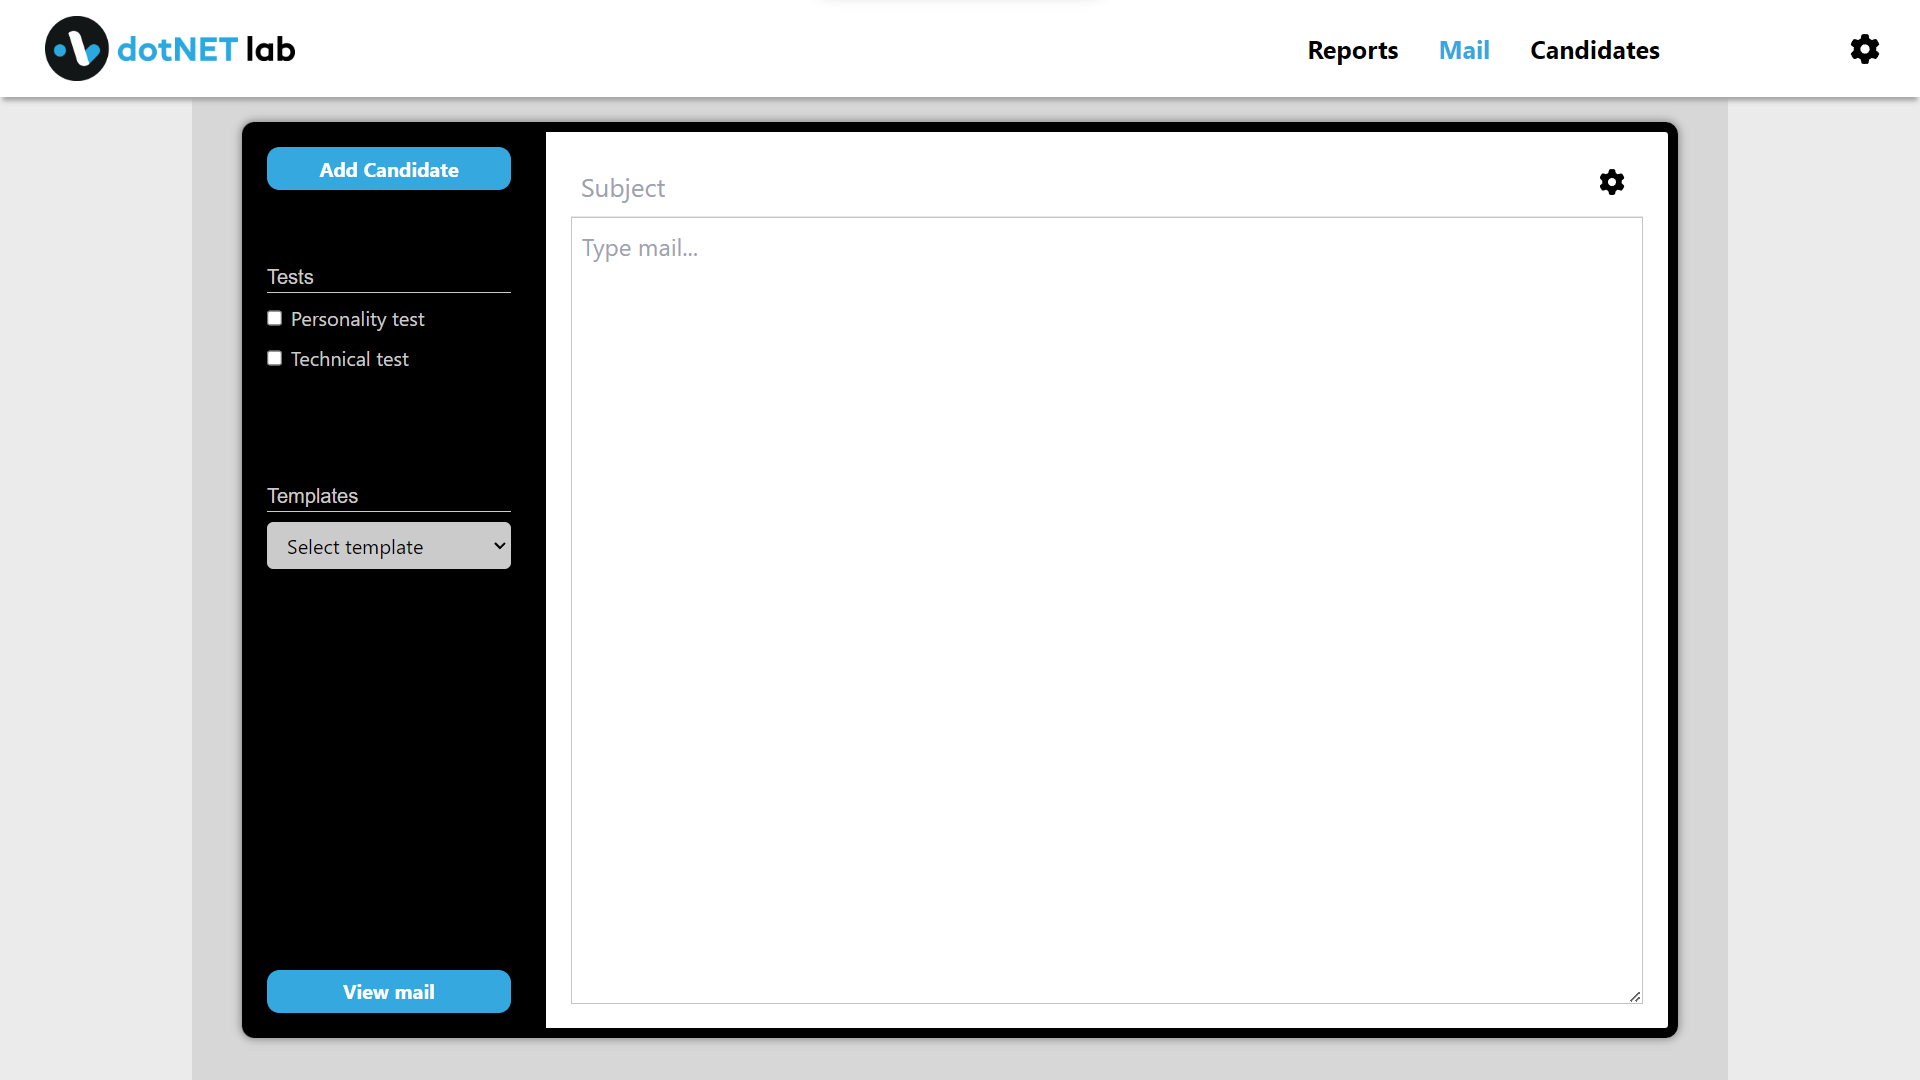 dotNET lab
Reports Mail Candidates
Add Candidate
Subject
Type mail...
Tests
Personality test
Technical test
Templates
Select template
View mail